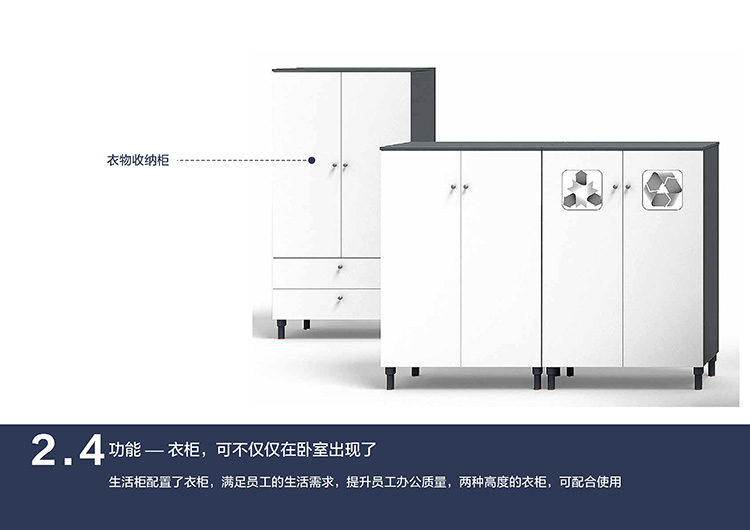 衣物收纳柜
2.4 功能 — 衣柜，可不仅仅在卧室出现了
生活柜配置了衣柜，满足员工的生活需求，提升员工办公质量，两种高度的衣柜，可配合使用